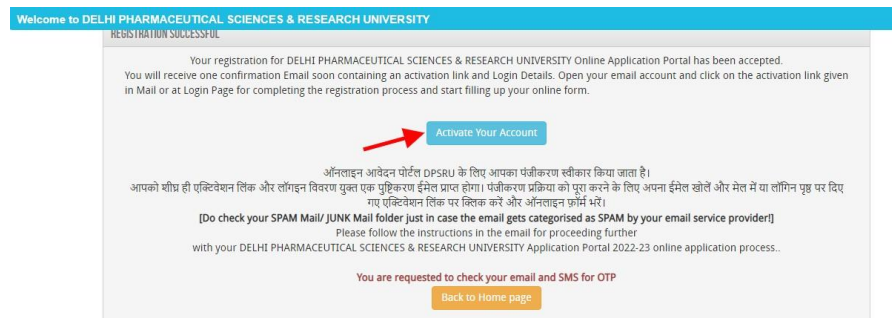 Welcome to DELHI PHARMACEUTICAL SCIENCES & RESEARCH UNIVERSITY
REGISTRATION SUCCESSFUL
Your registration for DELHI PHARMACEUTICAL SCIENCES & RESEARCH UNIVERSITY Online Application Portal has been accepted.
You will receive one confirmation Email soon containing an activation link and Login Details. Open your email account and click on the activation link given
in Mail or at Login Page for completing the registration process and start filling up your online form.
Activate Your Account
ऑनलाइन आवेदन पोर्टल DPSRU के लिए आपका पंजीकरण स्वीकार किया जाता है।
आपको शीघ्र ही एक्टिवेशन लिंक और लॉगइन विवरण युक्त एक पुष्टिकरण ईमेल प्राप्त होगा। पंजीकरण प्रक्रिया को पूरा करने के लिए अपना ईमेल खोलें और मेल में या लॉगिन पृष्ठ पर दिए
गए एक्टिवेशन लिंक पर क्लिक करें और ऑनलाइन फ़ॉर्म भरें।
[Do check your SPAM Mail/ JUNK Mail folder just in case the email gets categorised as SPAM by your email service provider!]
Please follow the instructions in the email for proceeding further
with your DELHI PHARMACEUTICAL SCIENCES & RESEARCH UNIVERSITY Application Portal 2022-23 online application process..
You are requested to check your email and SMS for OTP
Back to Home page